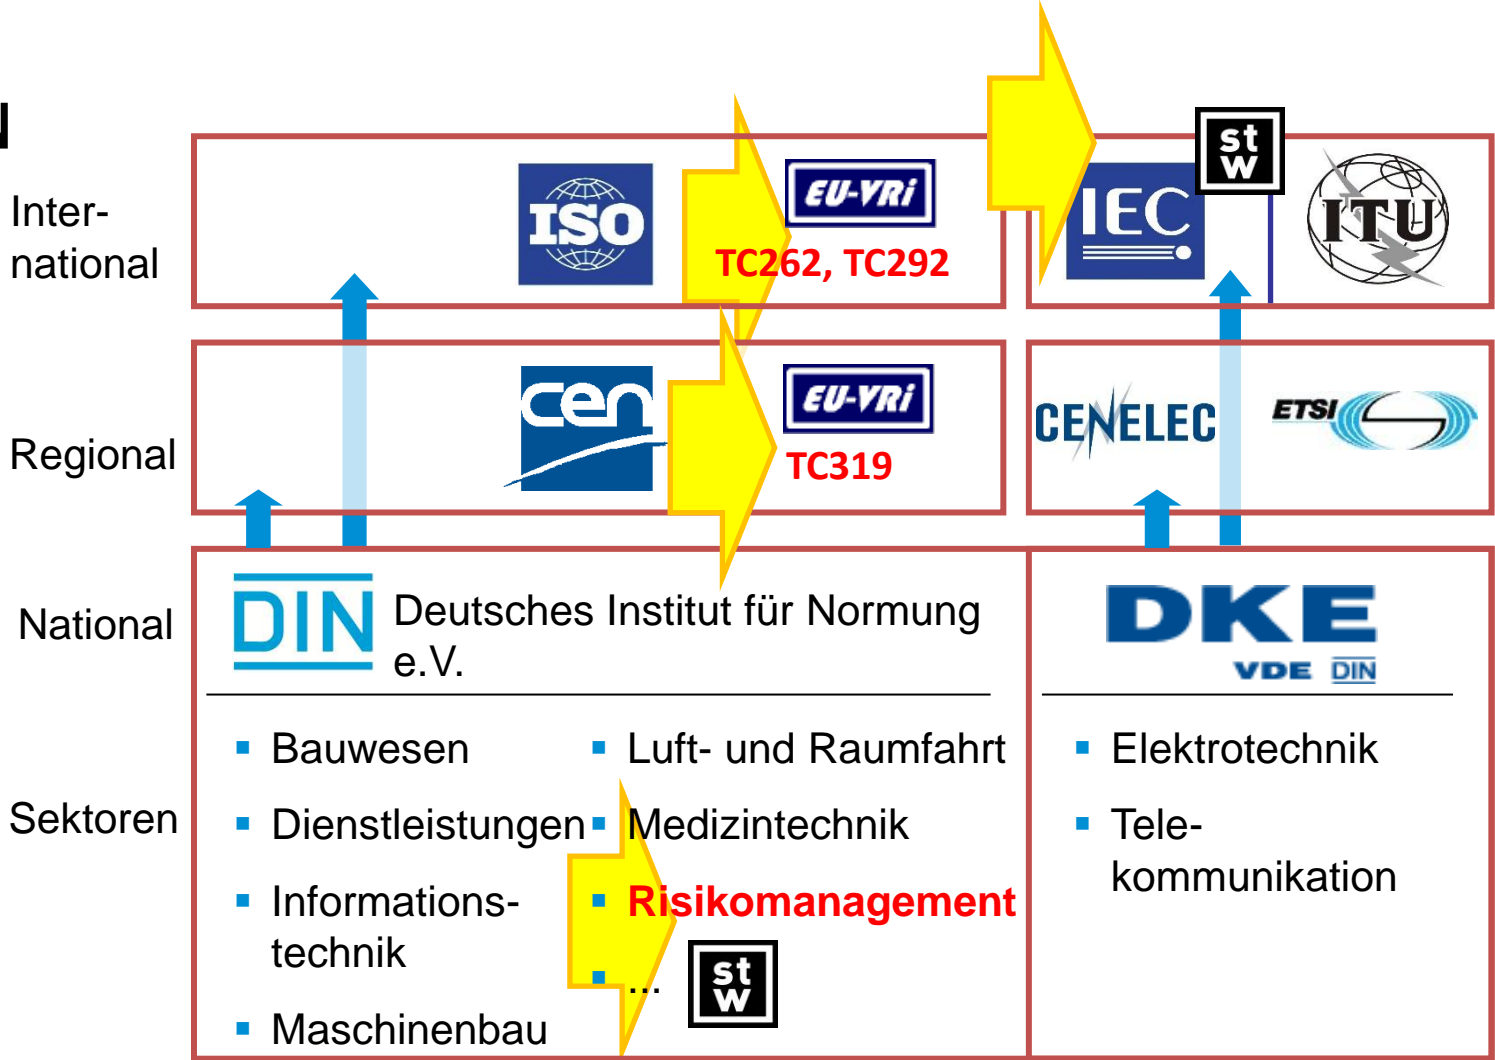 N
Inter-
national
ISO
EU-VRi
TC262, TC292
IEC
st
w
ITU
Regional
cen
EU-VRi
TC319
CENELEC
ETSI
National
DIN
Deutsches Institut für Normung
e.V.
DKE
VDE DIN
Sektoren
▪ Bauwesen
▪ Dienstleistungen
▪ Informations-
technik
▪ Maschinenbau
▪ Luft- und Raumfahrt
▪ Medizintechnik
▪ Risikomanagement
▪ ...
st
w
▪ Elektrotechnik
▪ Tele-
kommunikation